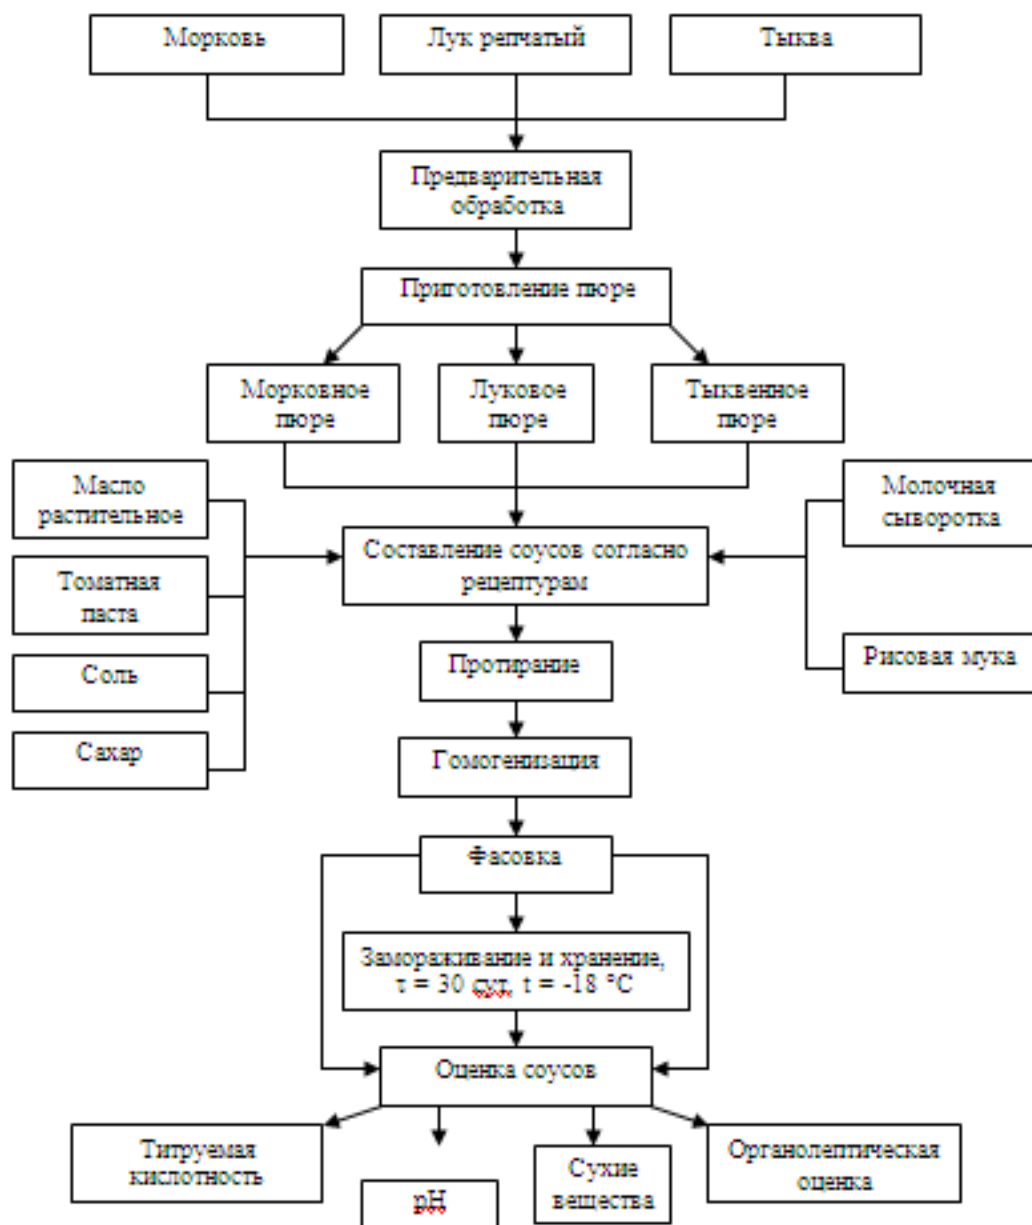 Морковь
Лук репчатый
Тыква
Предварительная
обработка
Приготовление пюре
Морковное
пюре
Луковое
пюре
Тыквенное
пюре
Масло
растительное
Томатная
паста
Соль
Сахар
Молочная
сыворотка
Рисовая мука
Составление соусов согласно
рецептурам
Протирание
Гомогенизация
Фасовка
Замораживание и хранение,
τ = 30 сут, t = -18 °С
Оценка соусов
Титруемая
кислотность
рН
Сухие
вещества
Органолептическая
оценка